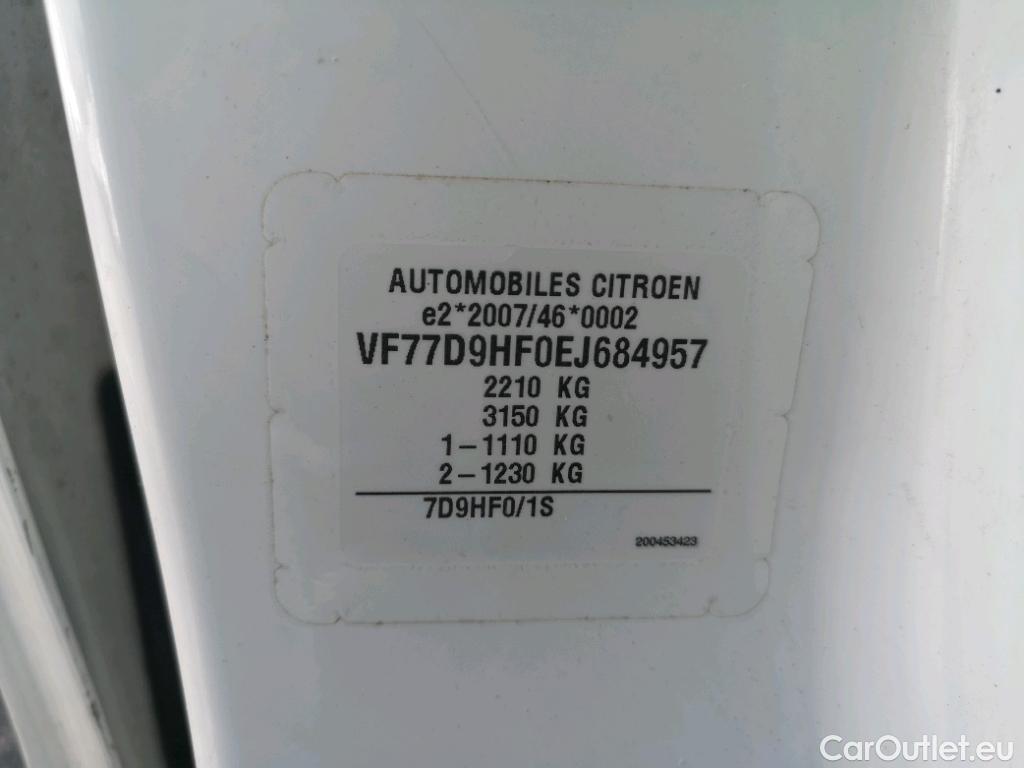 AUTOMOBILES CITROEN
e2*2007/46*0002
VF77D9HF0EJ684957
2210 KG
3150 KG
1-1110 KG
2-1230 KG
7D9HF0/1S
200453423
CarOutlet.eu